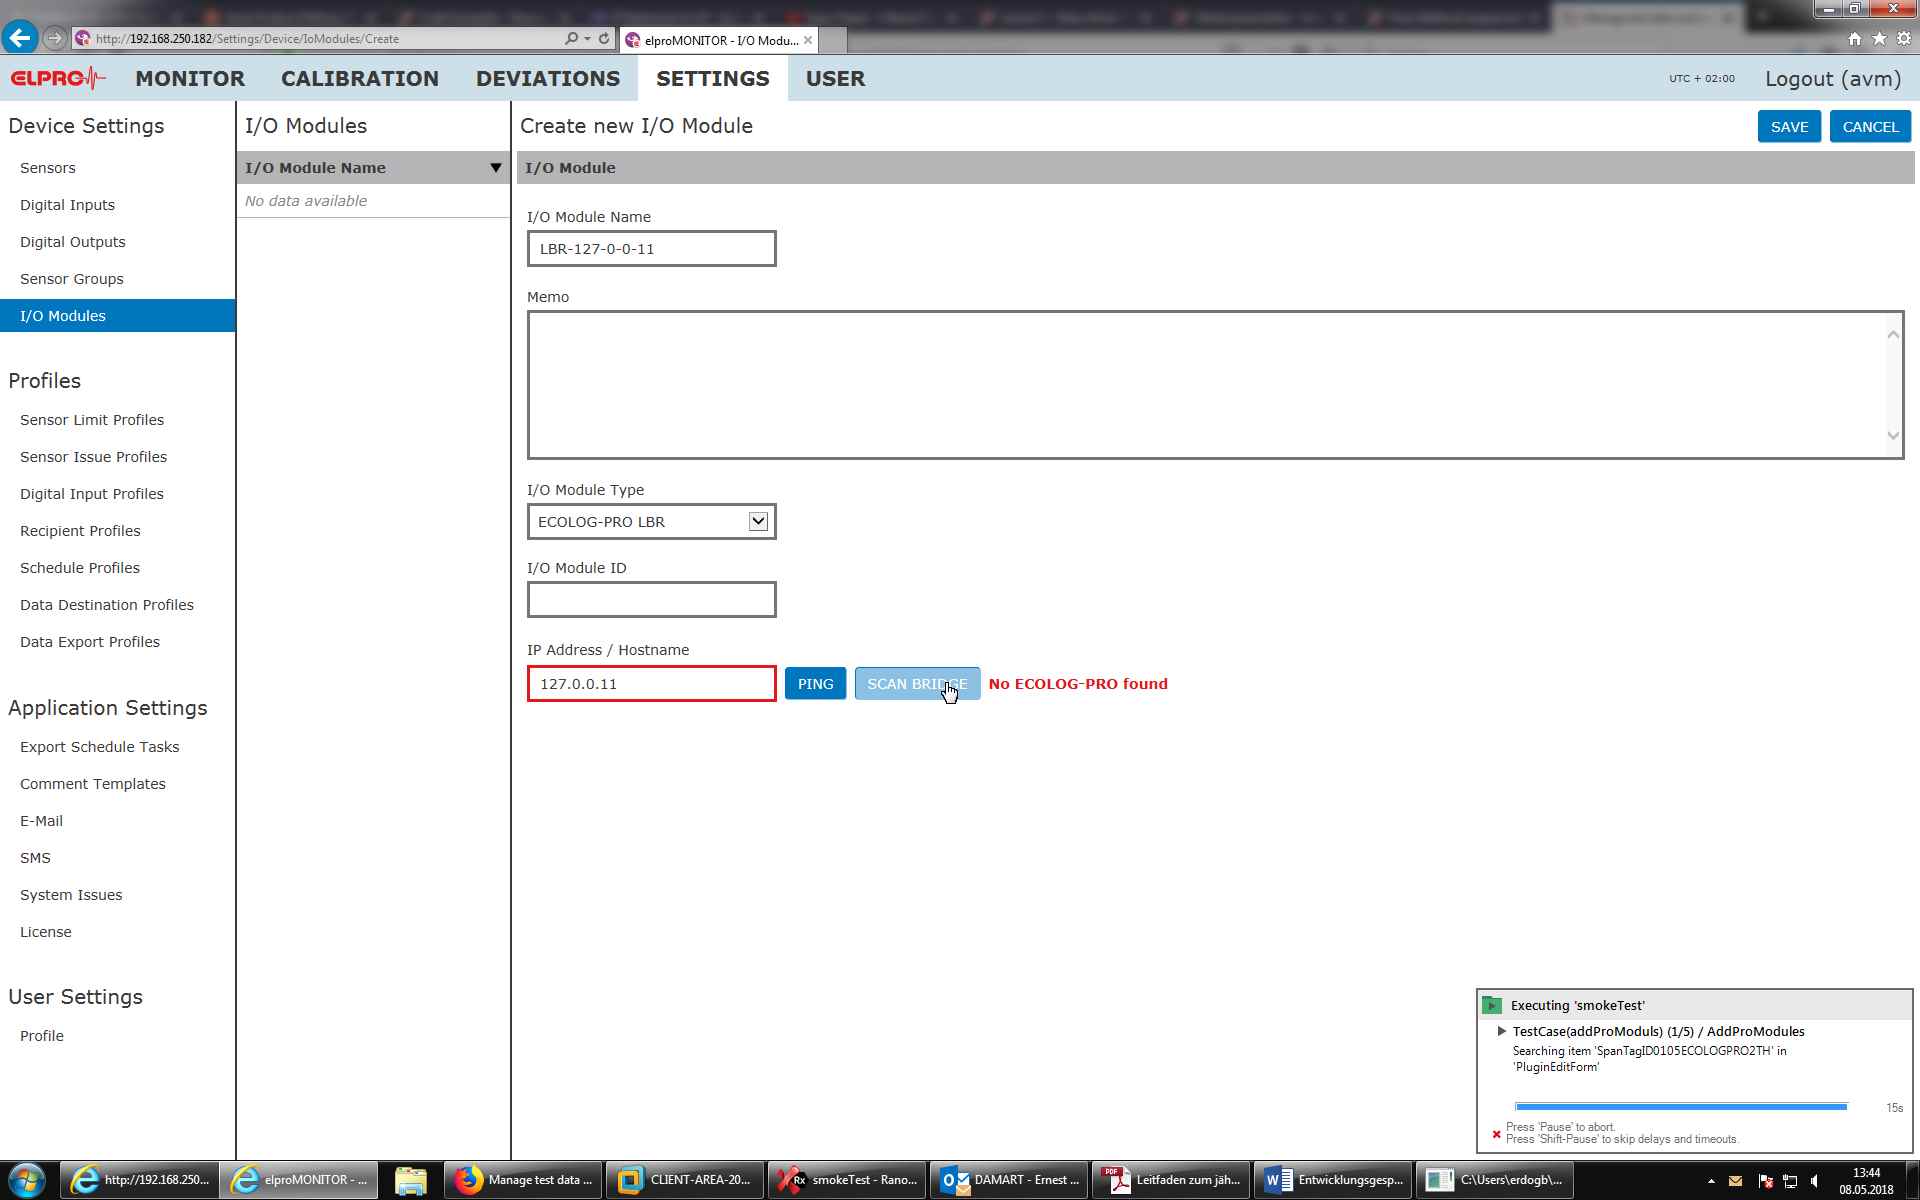 http://192.168.250.182/Settings/Device/IoModules/Create
elproMONITOR - I/O Modu...
ELPRO
MONITOR
CALIBRATION
DEVIATIONS
SETTINGS
USER
UTC + 02:00
Logout (avm)
Device Settings
Sensors
Digital Inputs
Digital Outputs
Sensor Groups
I/O Modules
Profiles
Sensor Limit Profiles
Sensor Issue Profiles
Digital Input Profiles
Recipient Profiles
Schedule Profiles
Data Destination Profiles
Data Export Profiles
Application Settings
Export Schedule Tasks
Comment Templates
E-Mail
SMS
System Issues
License
User Settings
Profile
I/O Modules
I/O Module Name
No data available
Create new I/O Module
SAVE
CANCEL
I/O Module
I/O Module Name
LBR-127-0-0-11
Memo
I/O Module Type
ECOLOG-PRO LBR
I/O Module ID
IP Address / Hostname
127.0.0.11
PING
SCAN BRIDGE
No ECOLOG-PRO found
Executing 'smokeTest'
TestCase(addProModuls) (1/5) / AddProModules
Searching item 'SpanTagID0105ECOLOGPRO2TH' in
'PluginEditForm'
15s
Press 'Pause' to abort.
Press 'Shift-Pause' to skip delays and timeouts.
http://192.168.250...
elproMONITOR - ...
Manage test data ...
CLIENT-AREA-20...
smokeTest - Rano...
DAMART - Ernest ...
Leitfaden zum jäh...
Entwicklungsgesp...
C:\Users\erdogb\...
13:44
08.05.2018